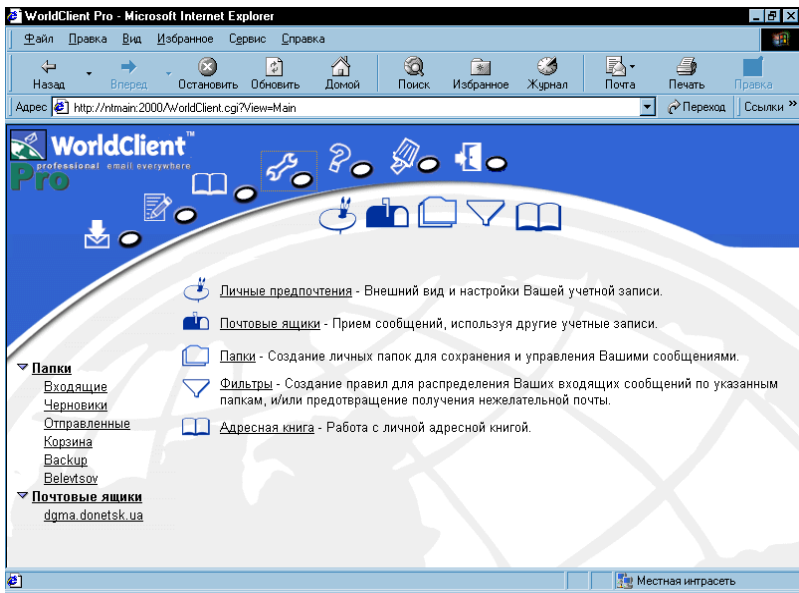 WorldClient Pro - Microsoft Internet Explorer
Файл Правка Вид Избранное Сервис Справка
Назад Вперед Остановить Обновить Домой Поиск Избранное Журнал Почта Печать Правка
Адрес http://ntmain:2000/WorldClient.cgi?View=Main Переход Ссылки »
WorldClient™
professional email everywhere
Pro
Личные предпочтения - Внешний вид и настройки Вашей учетной записи.
Почтовые ящики - Прием сообщений, используя другие учетные записи.
Папки - Создание личных папок для сохранения и управления Вашими сообщениями.
Фильтры - Создание правил для распределения Ваших входящих сообщений по указанным
папкам, и/или предотвращение получения нежелательной почты.
Адресная книга - Работа с личной адресной книгой.
Папки
Входящие
Черновики
Отправленные
Корзина
Backup
Belevtsov
Почтовые ящики
dgma.donetsk.ua
Местная интрасеть